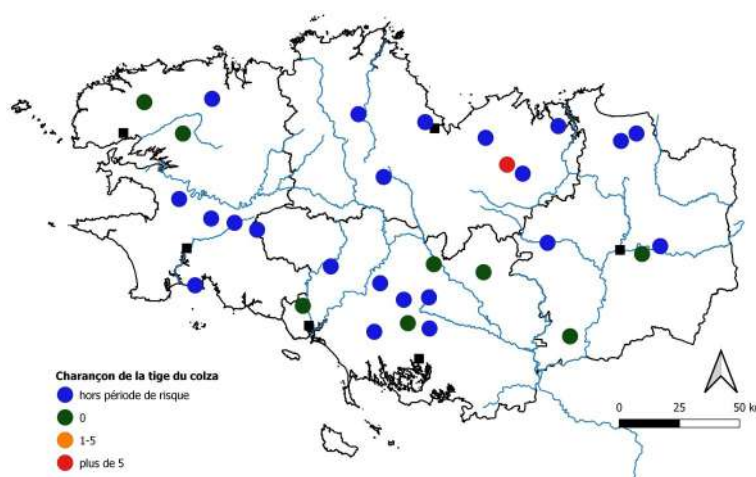 Charançon de la tige du colza
hors période de risque
0
1-5
plus de 5
0 25 50 km